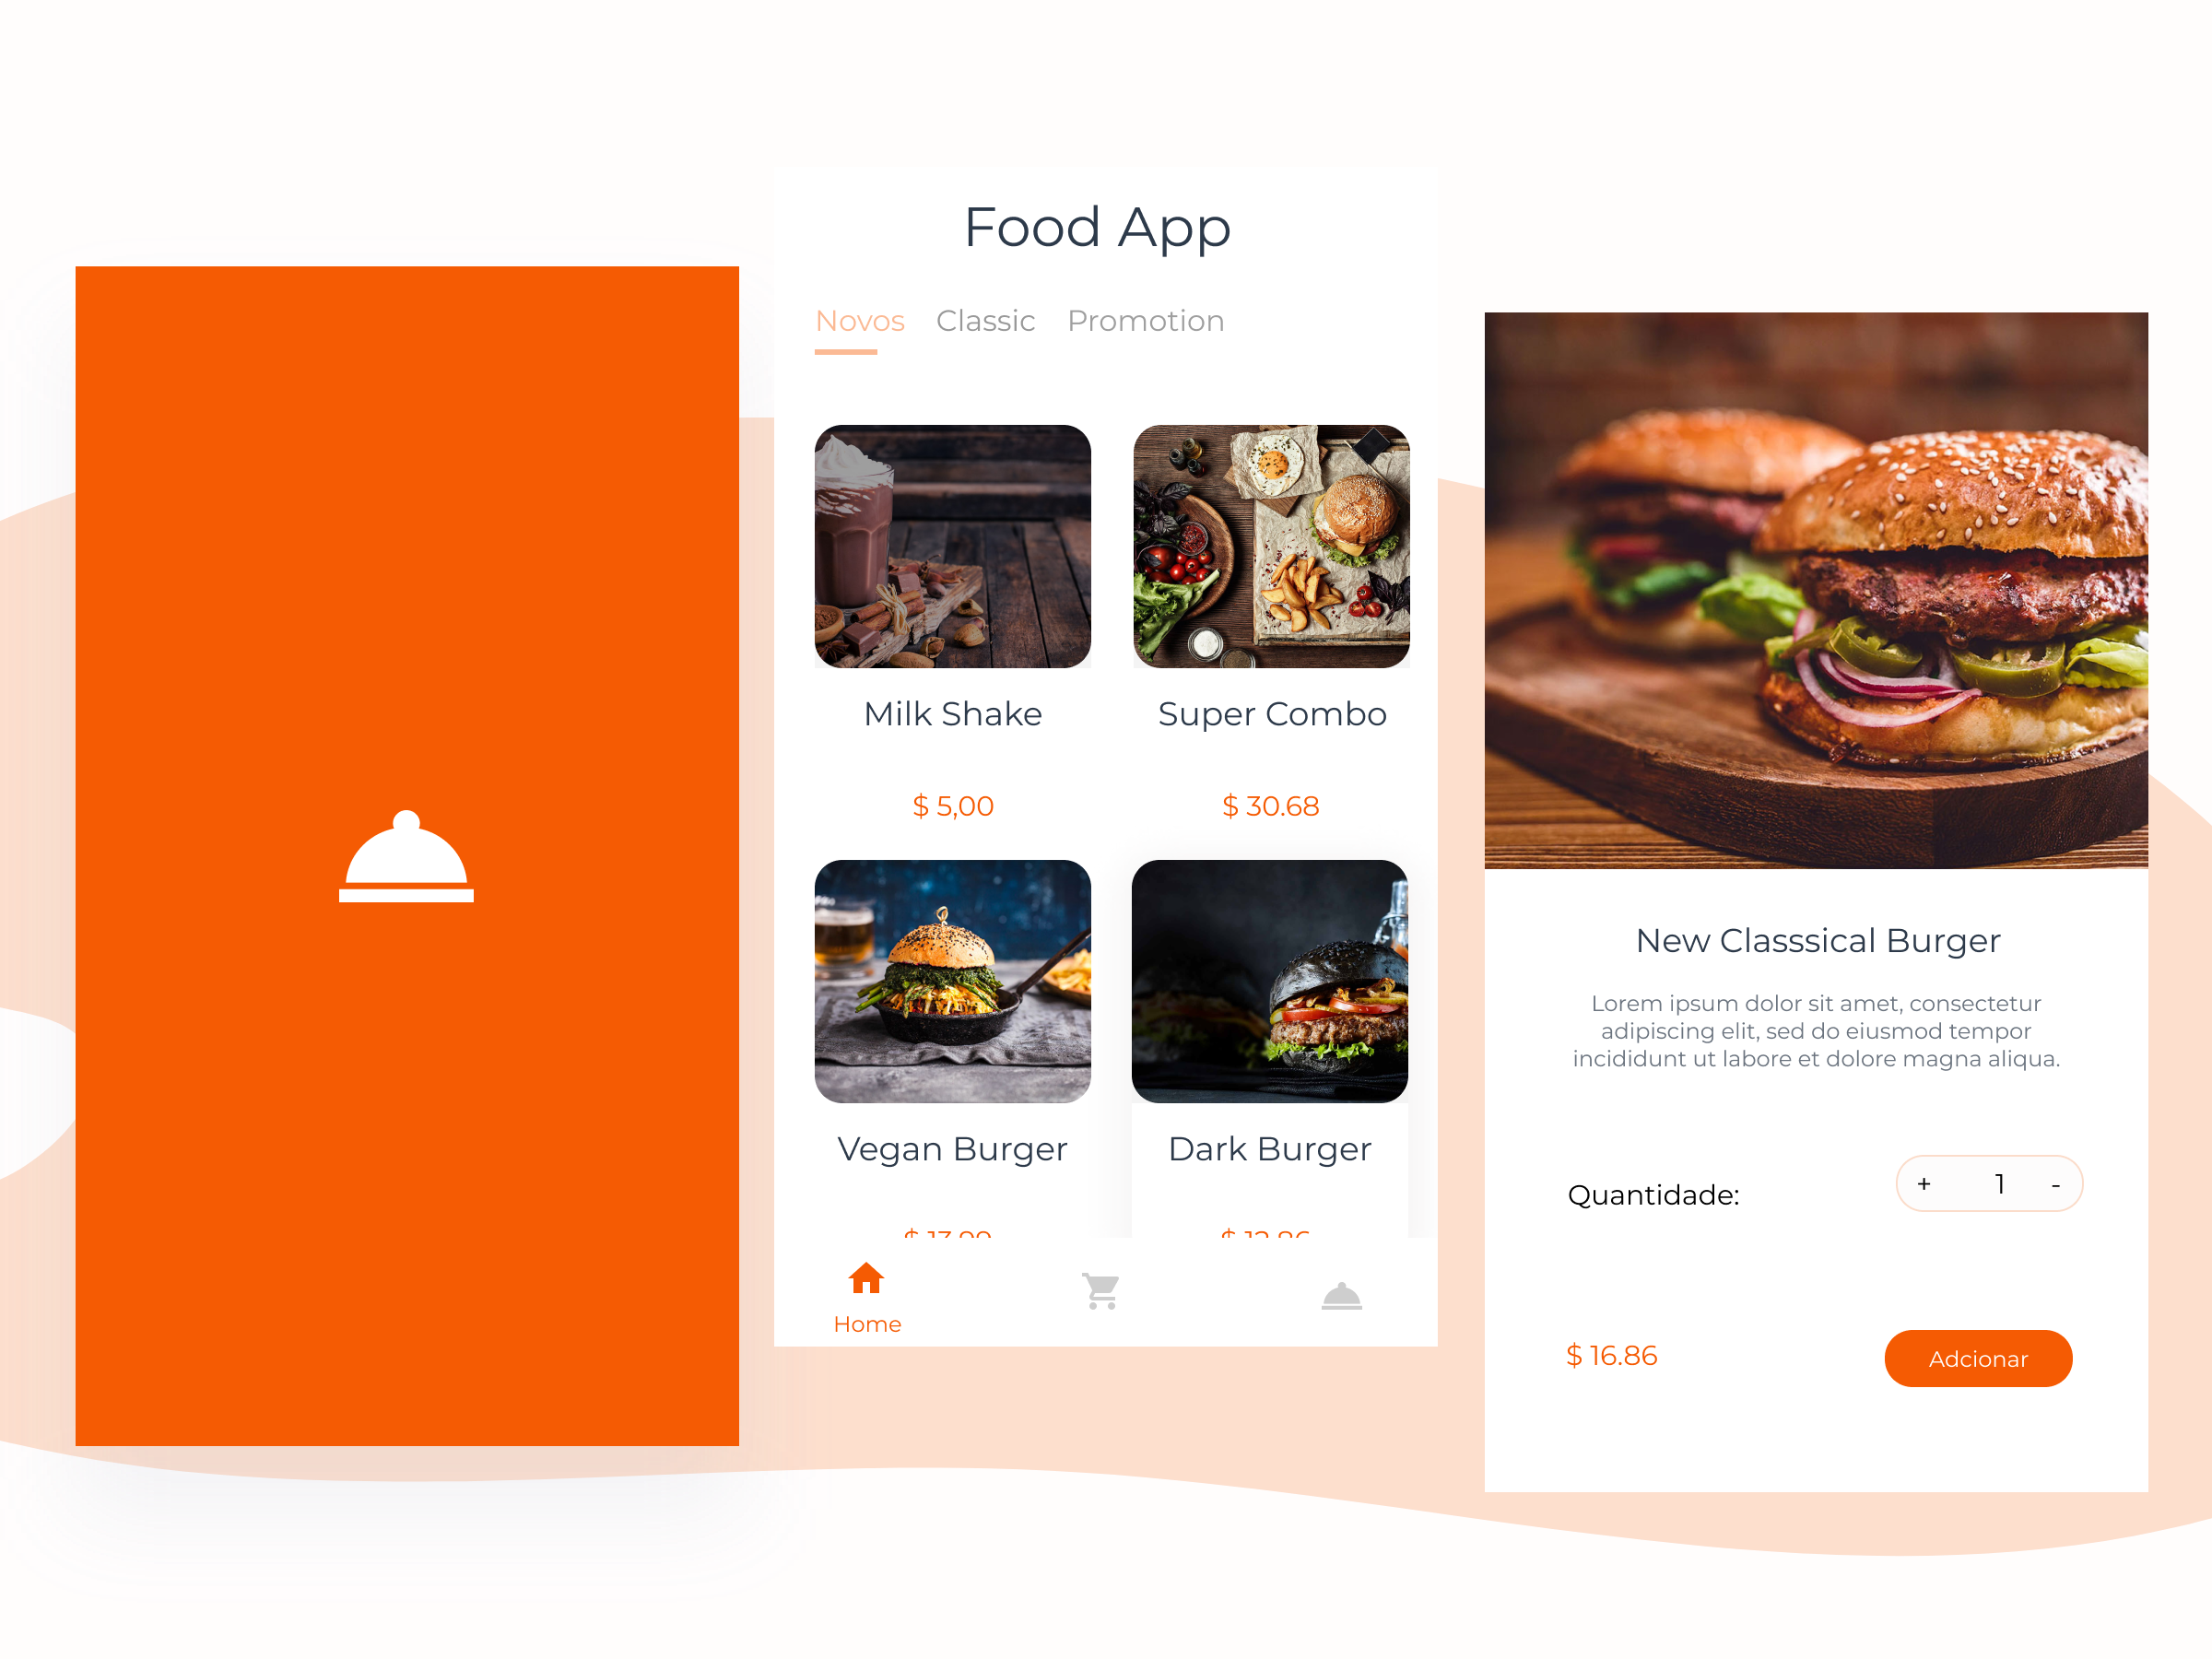 Food App
Novos Classic Promotion
Milk Shake
Super Combo
$ 5,00
$ 30.68
Vegan Burger
Dark Burger
Home
New Classsical Burger
Lorem ipsum dolor sit amet, consectetur
adipiscing elit, sed do eiusmod tempor
incididunt ut labore et dolore magna aliqua.
Quantidade:
+ 1 -
$ 16.86
Adcionar